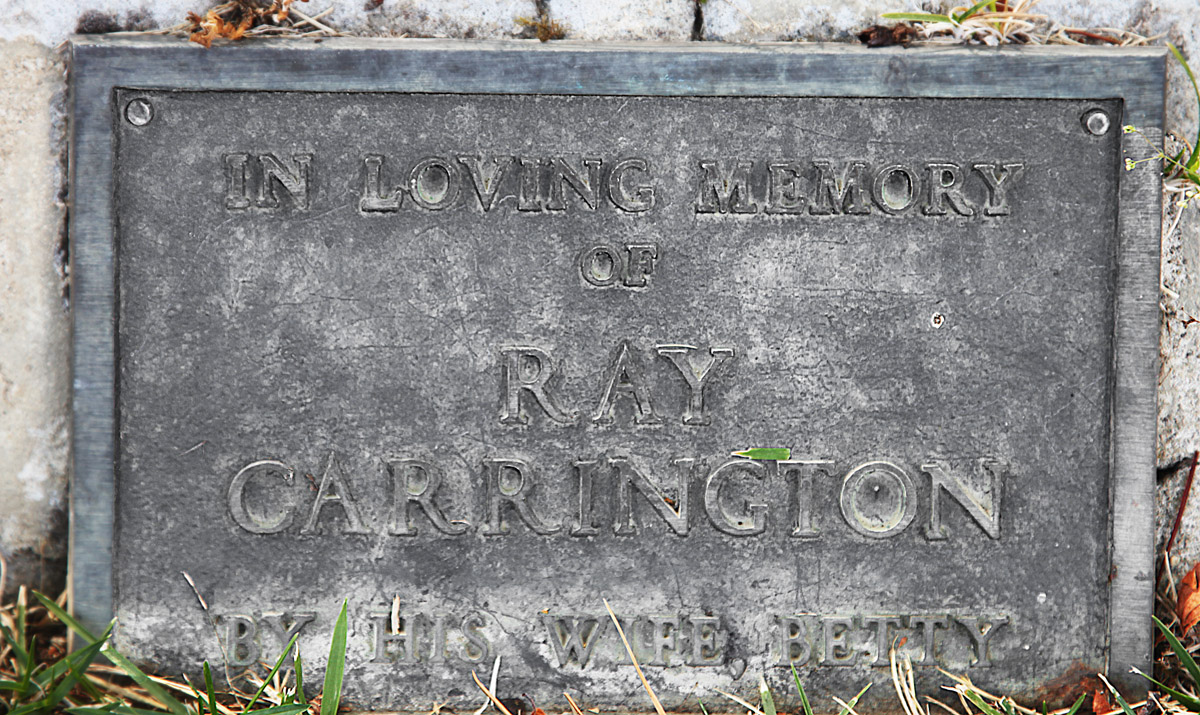 IN LOVING MEMORY
OF
RAY
CARRINGTON
BY HIS WIFE BETTY